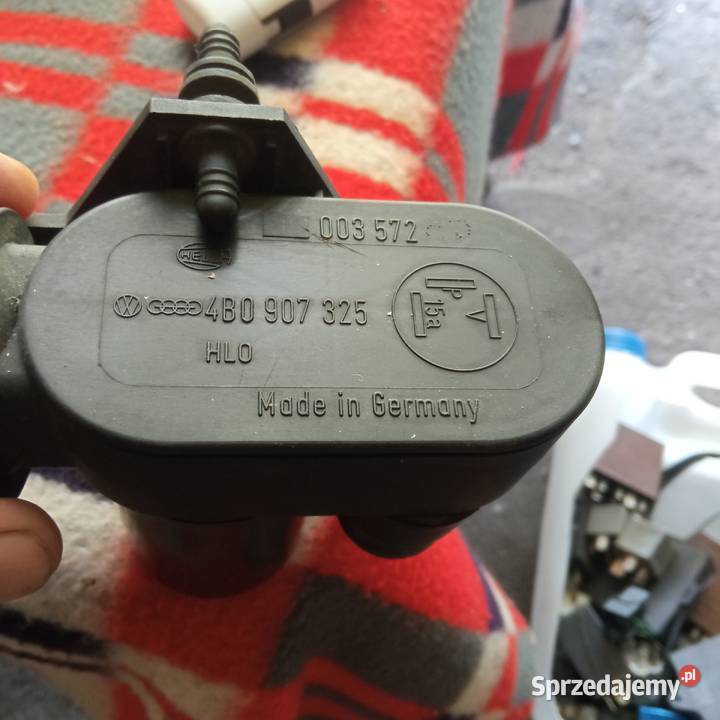 003 572
HELLA
4B0 907 325
HLO
P
15a
V
Made in Germany
Sprzedajemy.pl